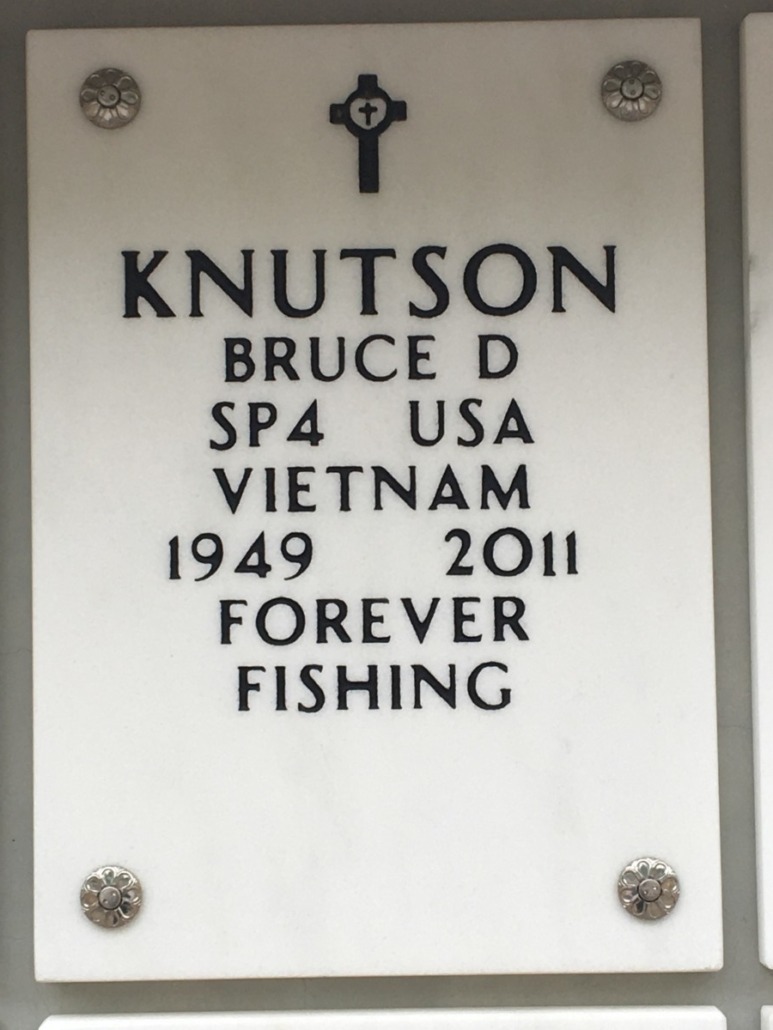 KNUTSON
BRUCE D
SP4 USA
VIETNAM
1949 2011
FOREVER
FISHING